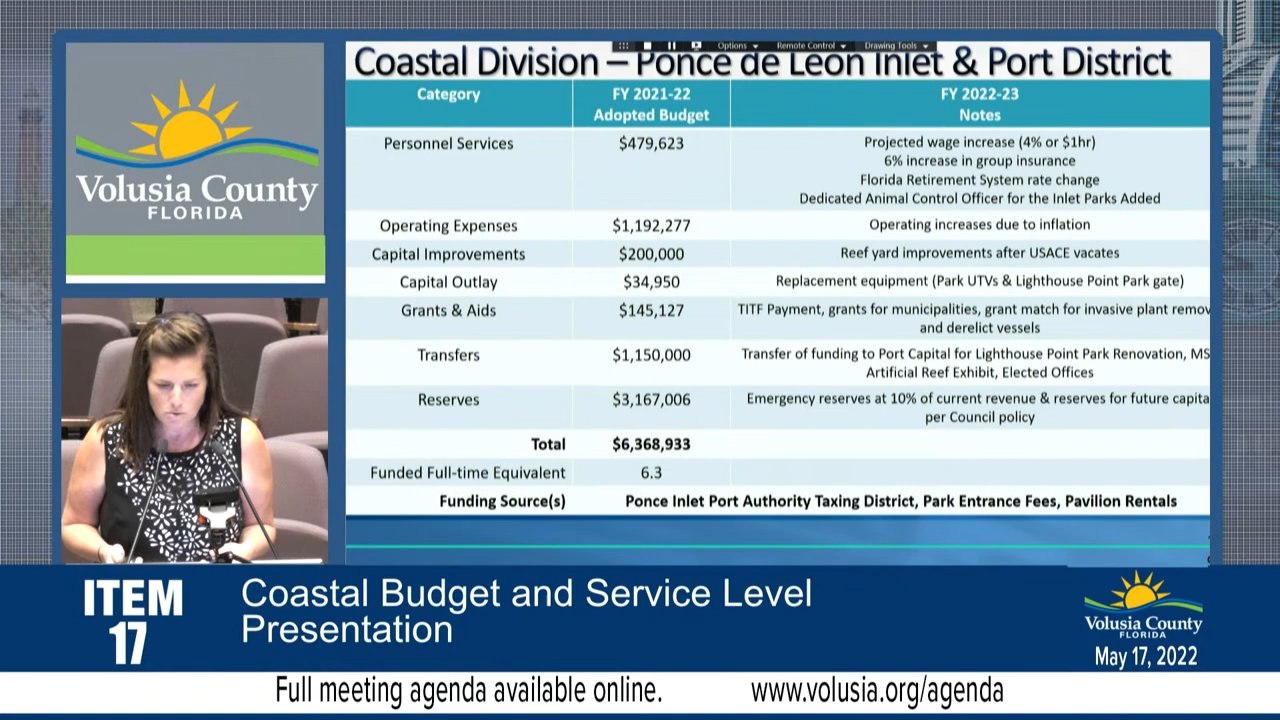 Options
Remote Control
Drawing Tools
Coastal Division – Ponce de Leon Inlet & Port District
Volusia County
FLORIDA
Category FY 2021-22 FY 2022-23
Adopted Budget Notes
Personnel Services $479,623 Projected wage increase (4% or $1hr)
6% increase in group insurance
Florida Retirement System rate change
Dedicated Animal Control Officer for the Inlet Parks Added
Operating Expenses $1,192,277 Operating increases due to inflation
Capital Improvements $200,000 Reef yard improvements after USACE vacates
Capital Outlay $34,950 Replacement equipment (Park UTVs & Lighthouse Point Park gate)
Grants & Aids $145,127 TITF Payment, grants for municipalities, grant match for invasive plant remov
and derelict vessels
Transfers $1,150,000 Transfer of funding to Port Capital for Lighthouse Point Park Renovation, MS
Artificial Reef Exhibit, Elected Offices
Reserves $3,167,006 Emergency reserves at 10% of current revenue & reserves for future capita
per Council policy
Total $6,368,933
Funded Full-time Equivalent 6.3
Funding Source(s) Ponce Inlet Port Authority Taxing District, Park Entrance Fees, Pavilion Rentals
ITEM
17
Coastal Budget and Service Level
Presentation
Volusia County
FLORIDA
May 17, 2022
Full meeting agenda available online. www.volusia.org/agenda